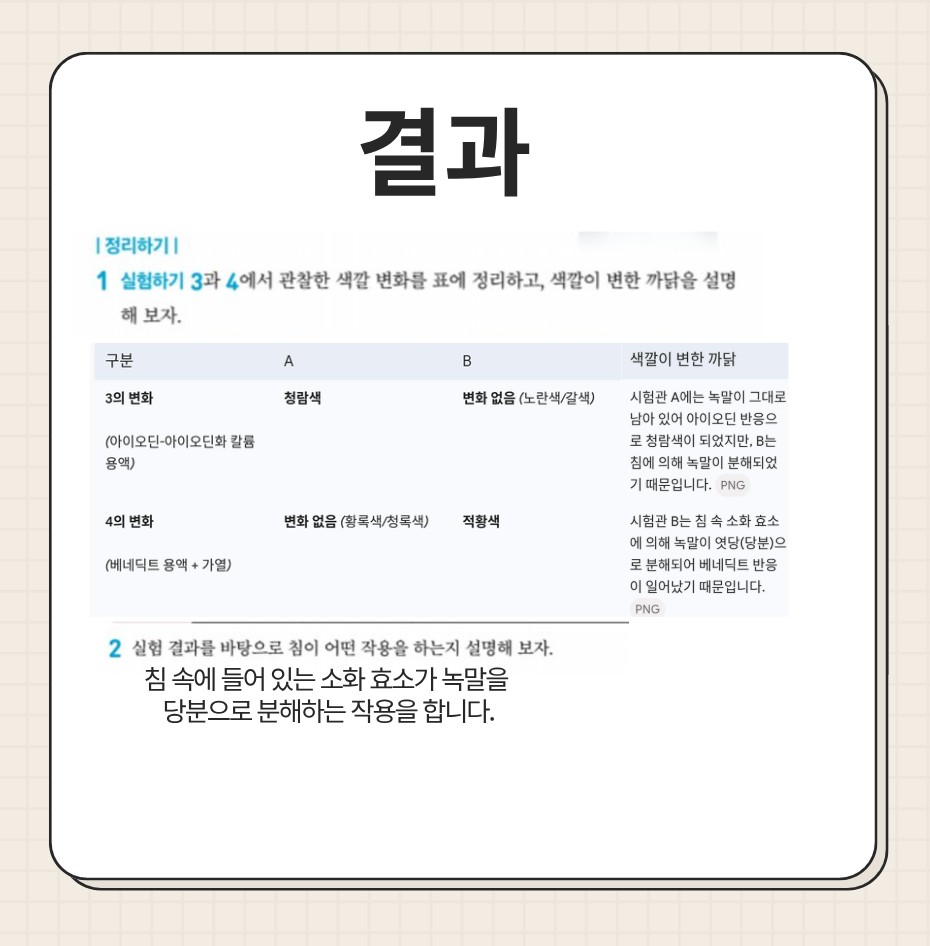 결과
| 정리하기 |
1 실험하기 3과 4에서 관찰한 색깔 변화를 표에 정리하고, 색깔이 변한 까닭을 설명
해 보자.
구분 A B 색깔이 변한 까닭
3의 변화 청람색 변화 없음 (노란색/갈색) 시험관 A에는 녹말이 그대로
남아 있어 아이오딘 반응으
(아이오딘-아이오딘화 칼륨 로 청람색이 되었지만, B는
용액) 침에 의해 녹말이 분해되었
기 때문입니다. PNG
4의 변화 변화 없음 (황록색/청록색) 적황색 시험관 B는 침 속 소화 효소
에 의해 녹말이 엿당(당분)으
(베네딕트 용액 + 가열) 로 분해되어 베네딕트 반응
이 일어났기 때문입니다.
PNG
2 실험 결과를 바탕으로 침이 어떤 작용을 하는지 설명해 보자.
침 속에 들어 있는 소화 효소가 녹말을
당분으로 분해하는 작용을 합니다.